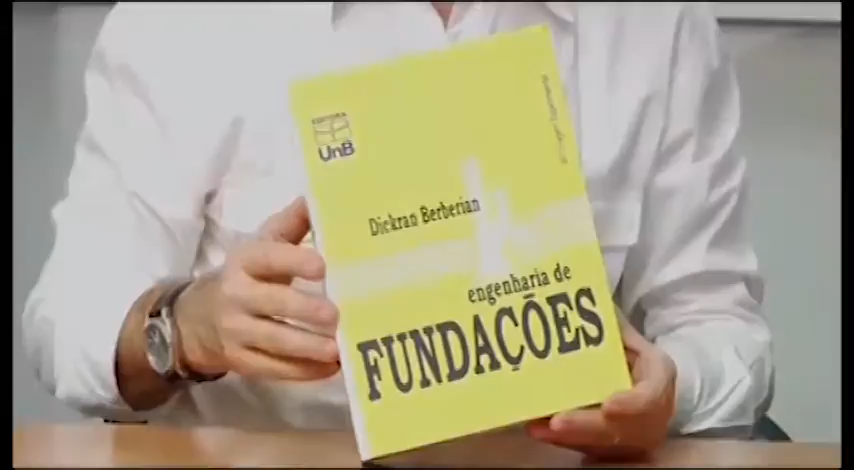 EDITORA
UnB
Dickran Berberian
engenharia de
FUNDAÇÕES